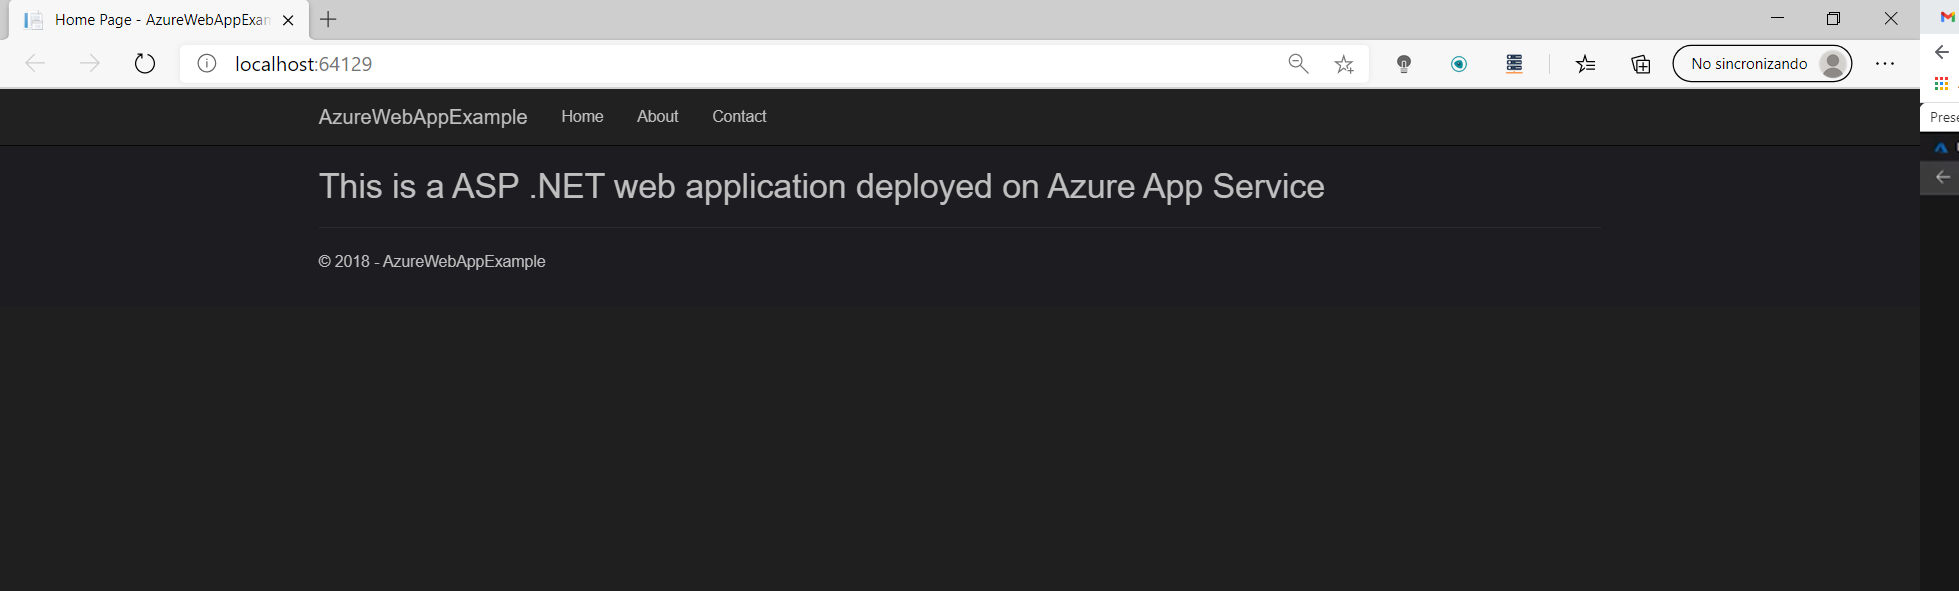 Home Page - AzureWebAppExan
localhost:64129
No sincronizando
AzureWebAppExample Home About Contact
This is a ASP .NET web application deployed on Azure App Service
© 2018 - AzureWebAppExample
Prese